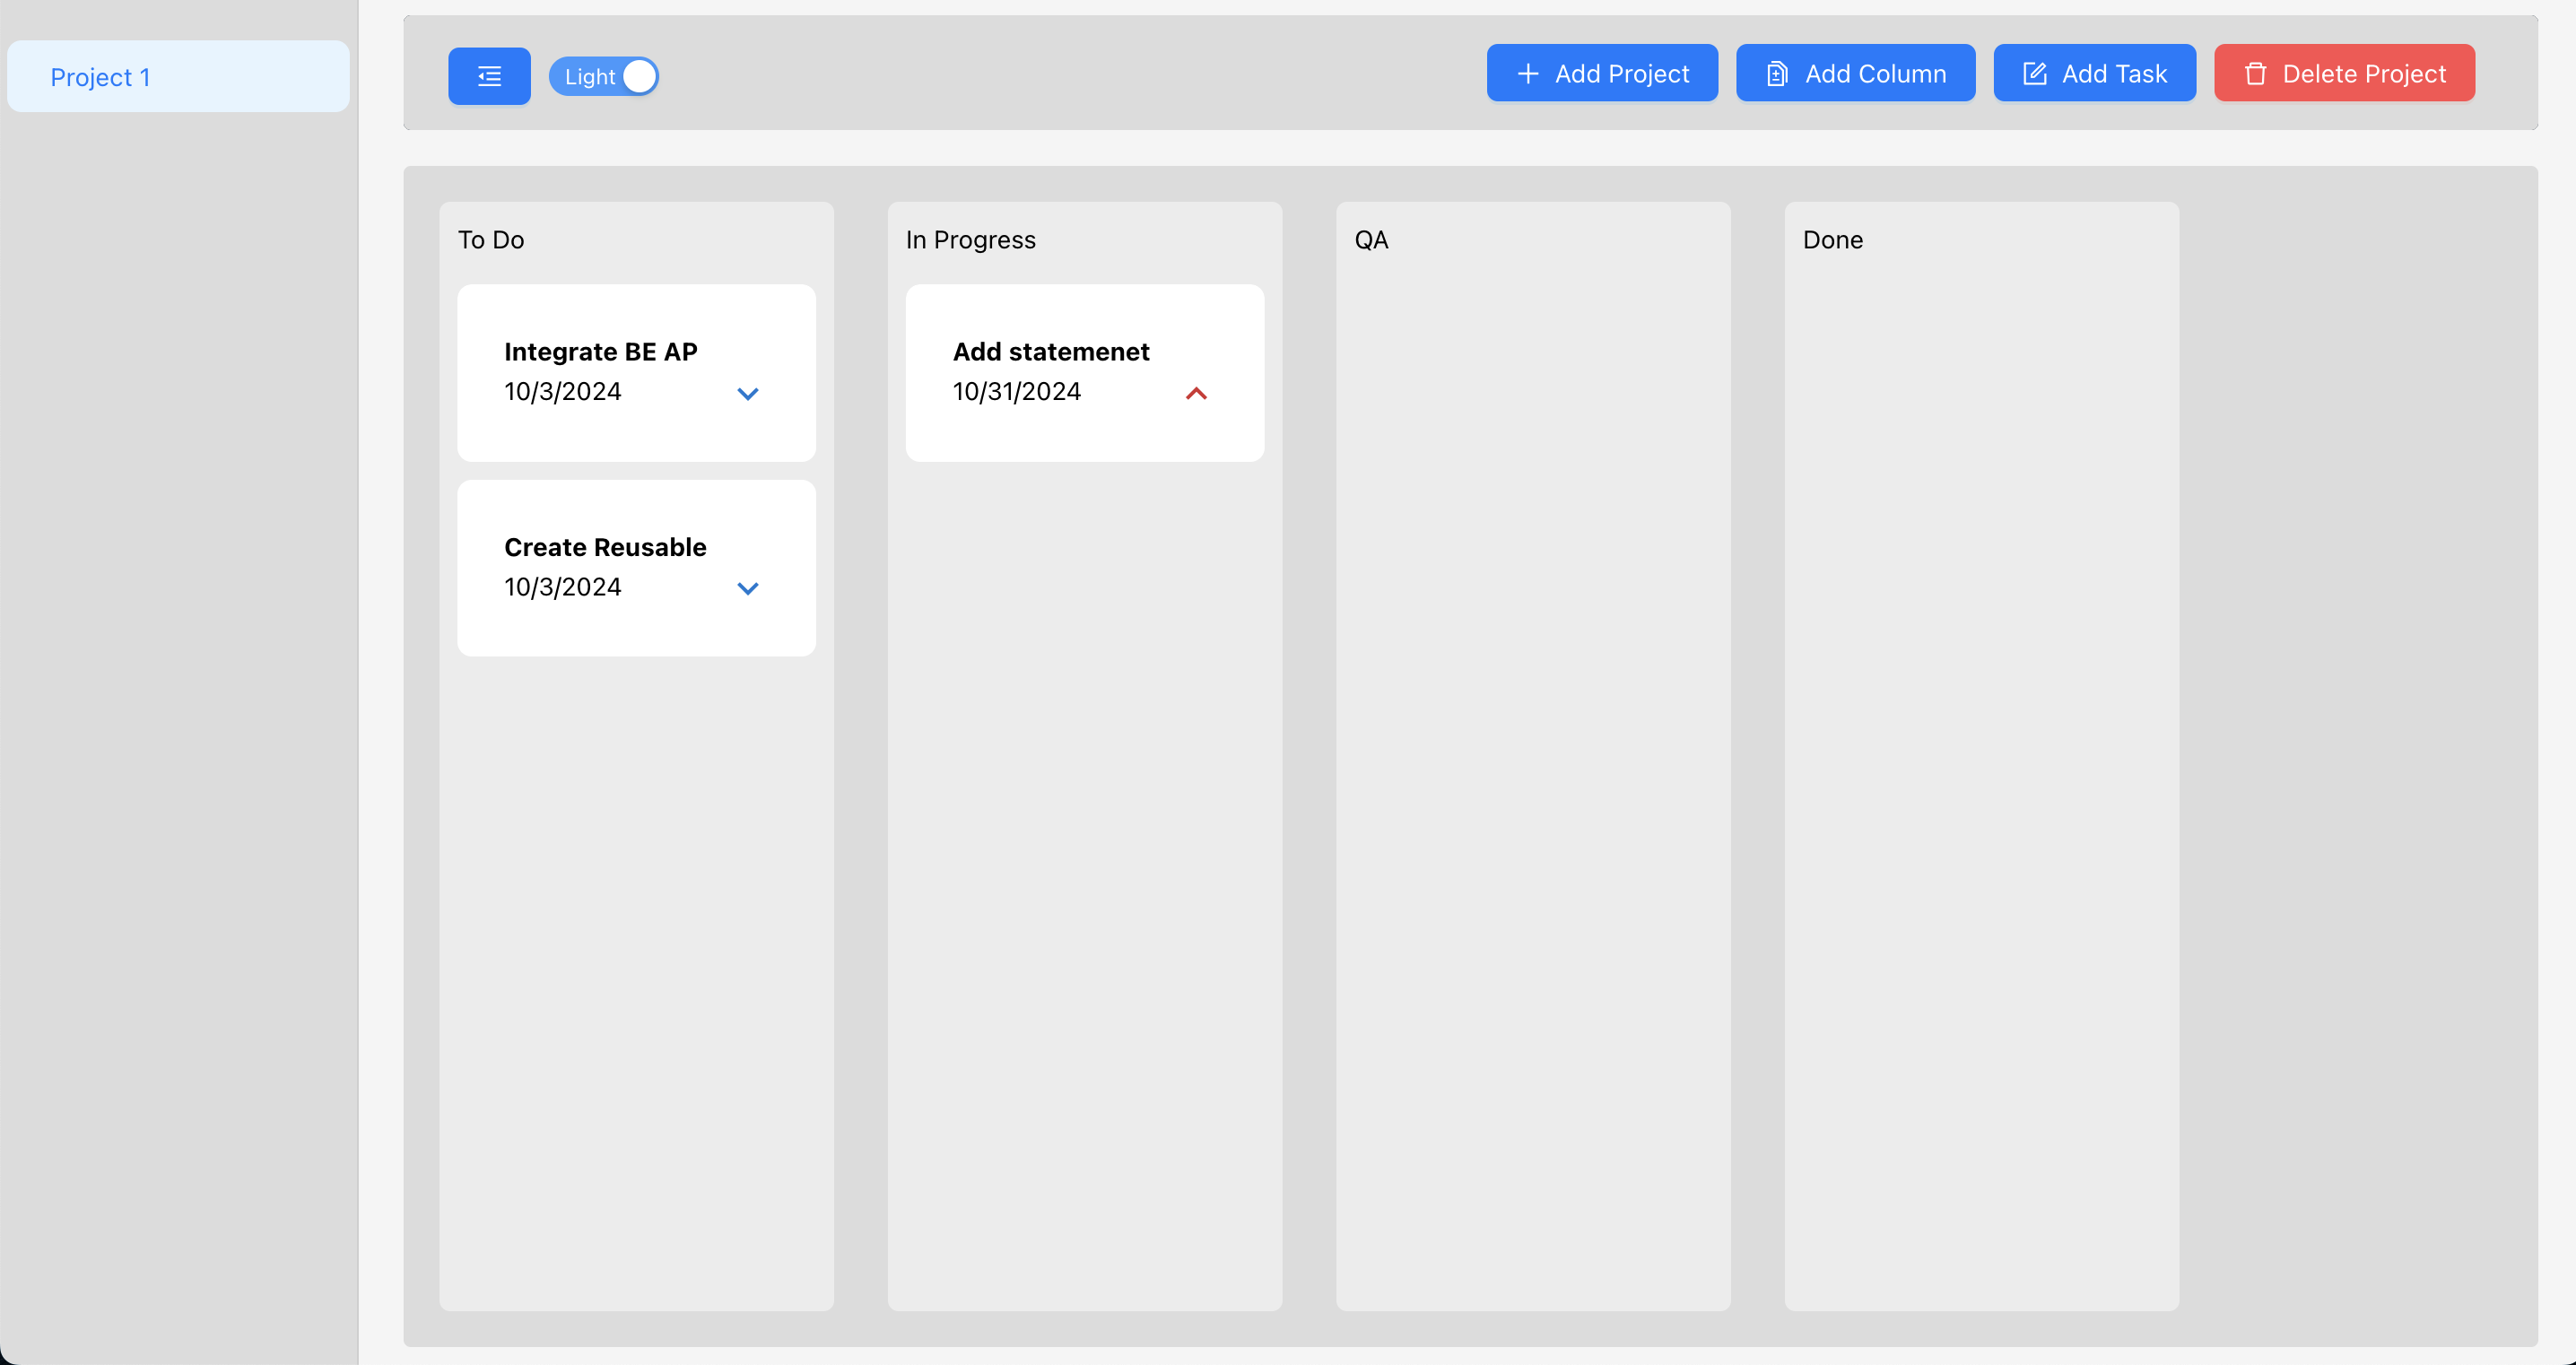 Project 1
Light
Add Project
Add Column
Add Task
Delete Project
To Do
Integrate BE AP
10/3/2024
Create Reusable
10/3/2024
In Progress
Add statemenet
10/31/2024
QA
Done